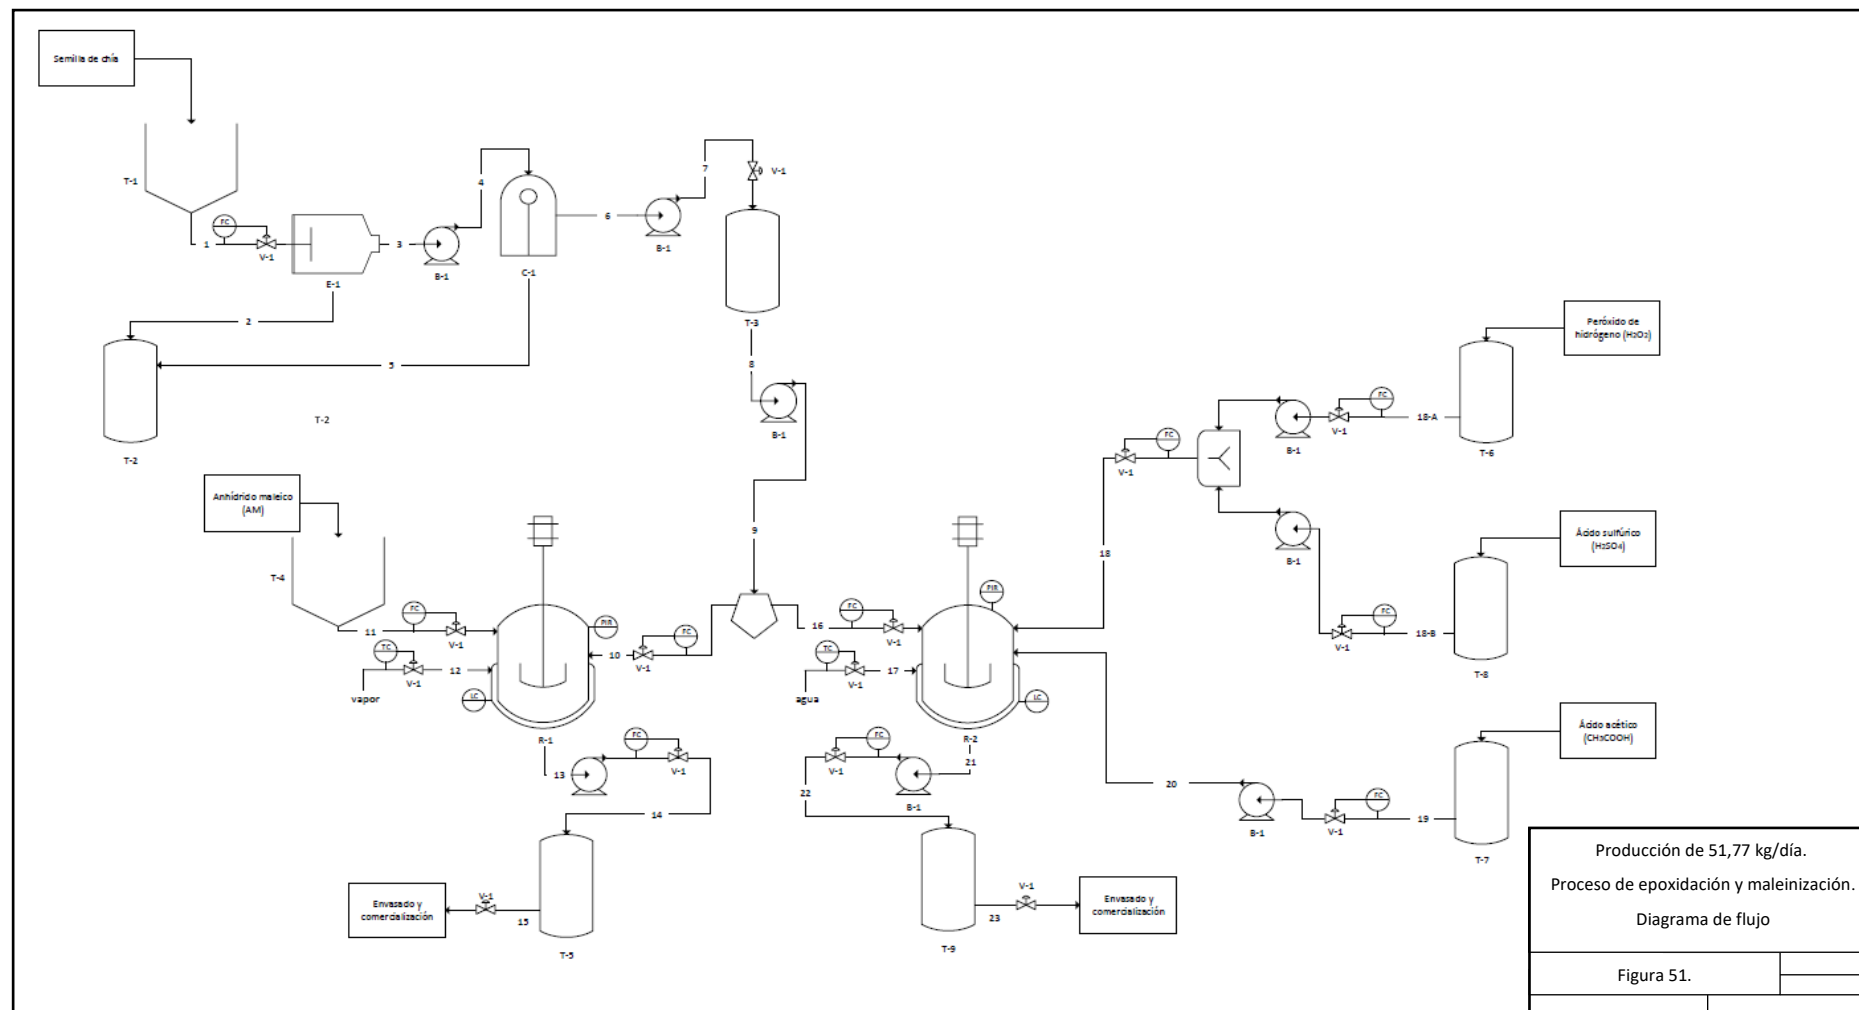 Semilla de chía
T-1
1
FC
V-1
E-1
2
3
B-1
4
C-1
5
6
B-1
7
V-1
T-3
8
B-1
T-2
T-2
9
Anhídrido maleico
(AM)
T-4
11
FC
V-1
TC
V-1
12
vapor
LC
PIR
10
V-1
FC
R-1
13
FC
V-1
14
T-5
15
V-1
Envasado y
comercialización
16
FC
V-1
TC
V-1
17
agua
PIR
LC
R-2
21
B-1
FC
V-1
22
T-9
23
V-1
Envasado y
comercialización
18
V-1
FC
Peróxido de
hidrógeno (H2O2)
T-6
18-A
FC
V-1
B-1
Ácido sulfúrico
(H2SO4)
T-8
18-B
FC
V-1
B-1
Ácido acético
(CH3COOH)
T-7
19
FC
V-1
B-1
20
Producción de 51,77 kg/día.
Proceso de epoxidación y maleinización.
Diagrama de flujo
Figura 51.